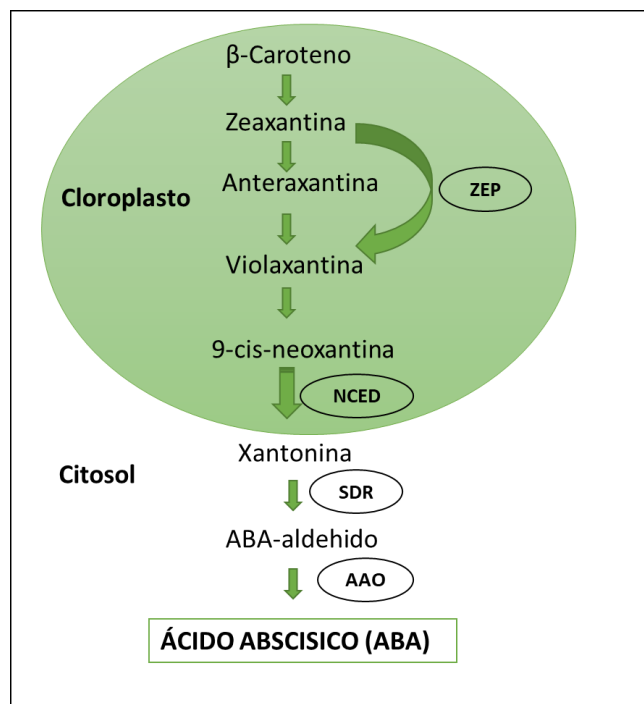 β-Caroteno
Zeaxantina
Anteraxantina
ZEP
Cloroplasto
Violaxantina
9-cis-neoxantina
NCED
Xantonina
Citosol
SDR
ABA-aldehido
AAO
ÁCIDO ABSCISICO (ABA)